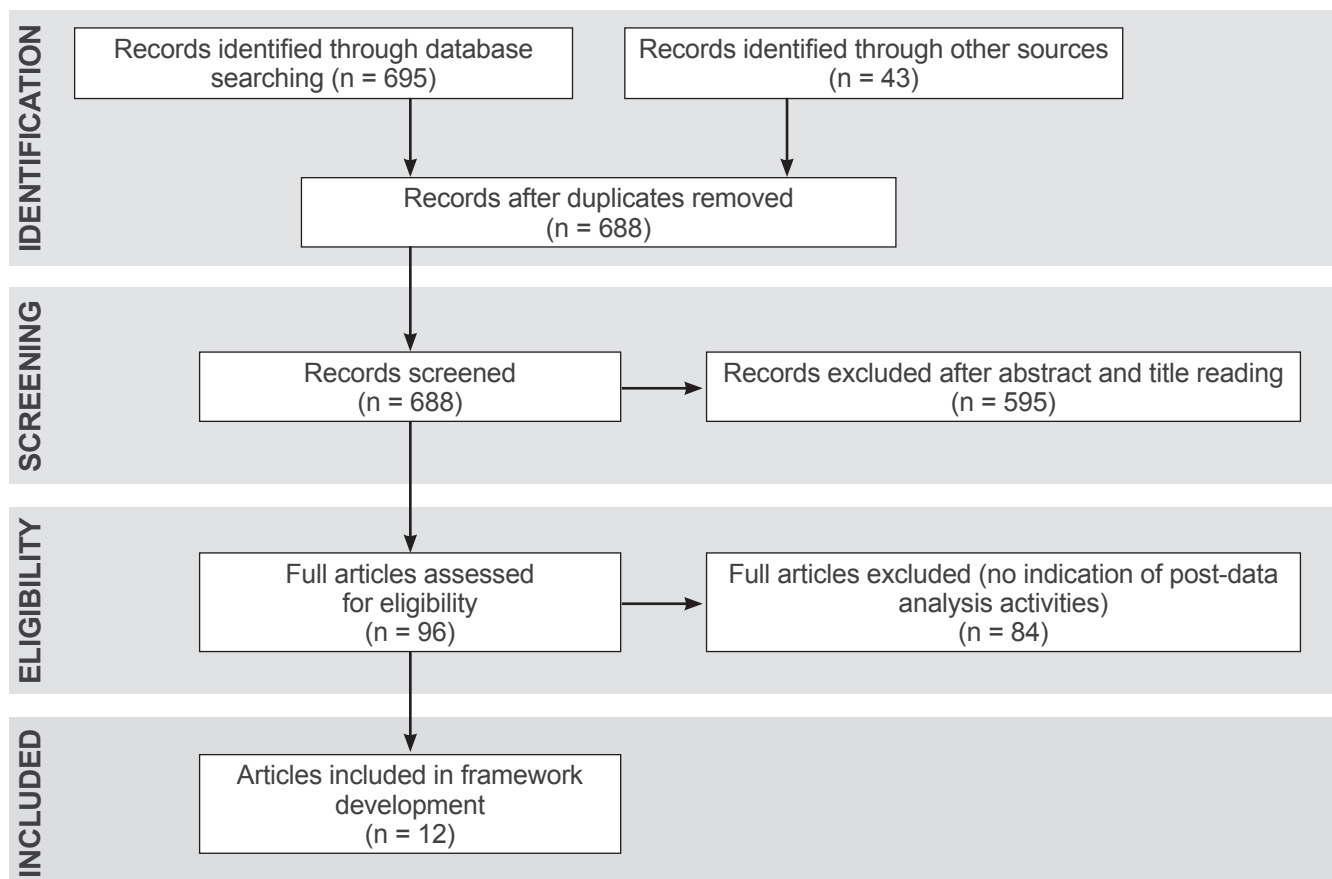 IDENTIFICATION
Records identified through database
searching (n = 695)
Records identified through other sources
(n = 43)
Records after duplicates removed
(n = 688)
SCREENING
Records screened
(n = 688)
Records excluded after abstract and title reading
(n = 595)
ELIGIBILITY
Full articles assessed
for eligibility
(n = 96)
Full articles excluded (no indication of post-data
analysis activities)
(n = 84)
INCLUDED
Articles included in framework
development
(n = 12)